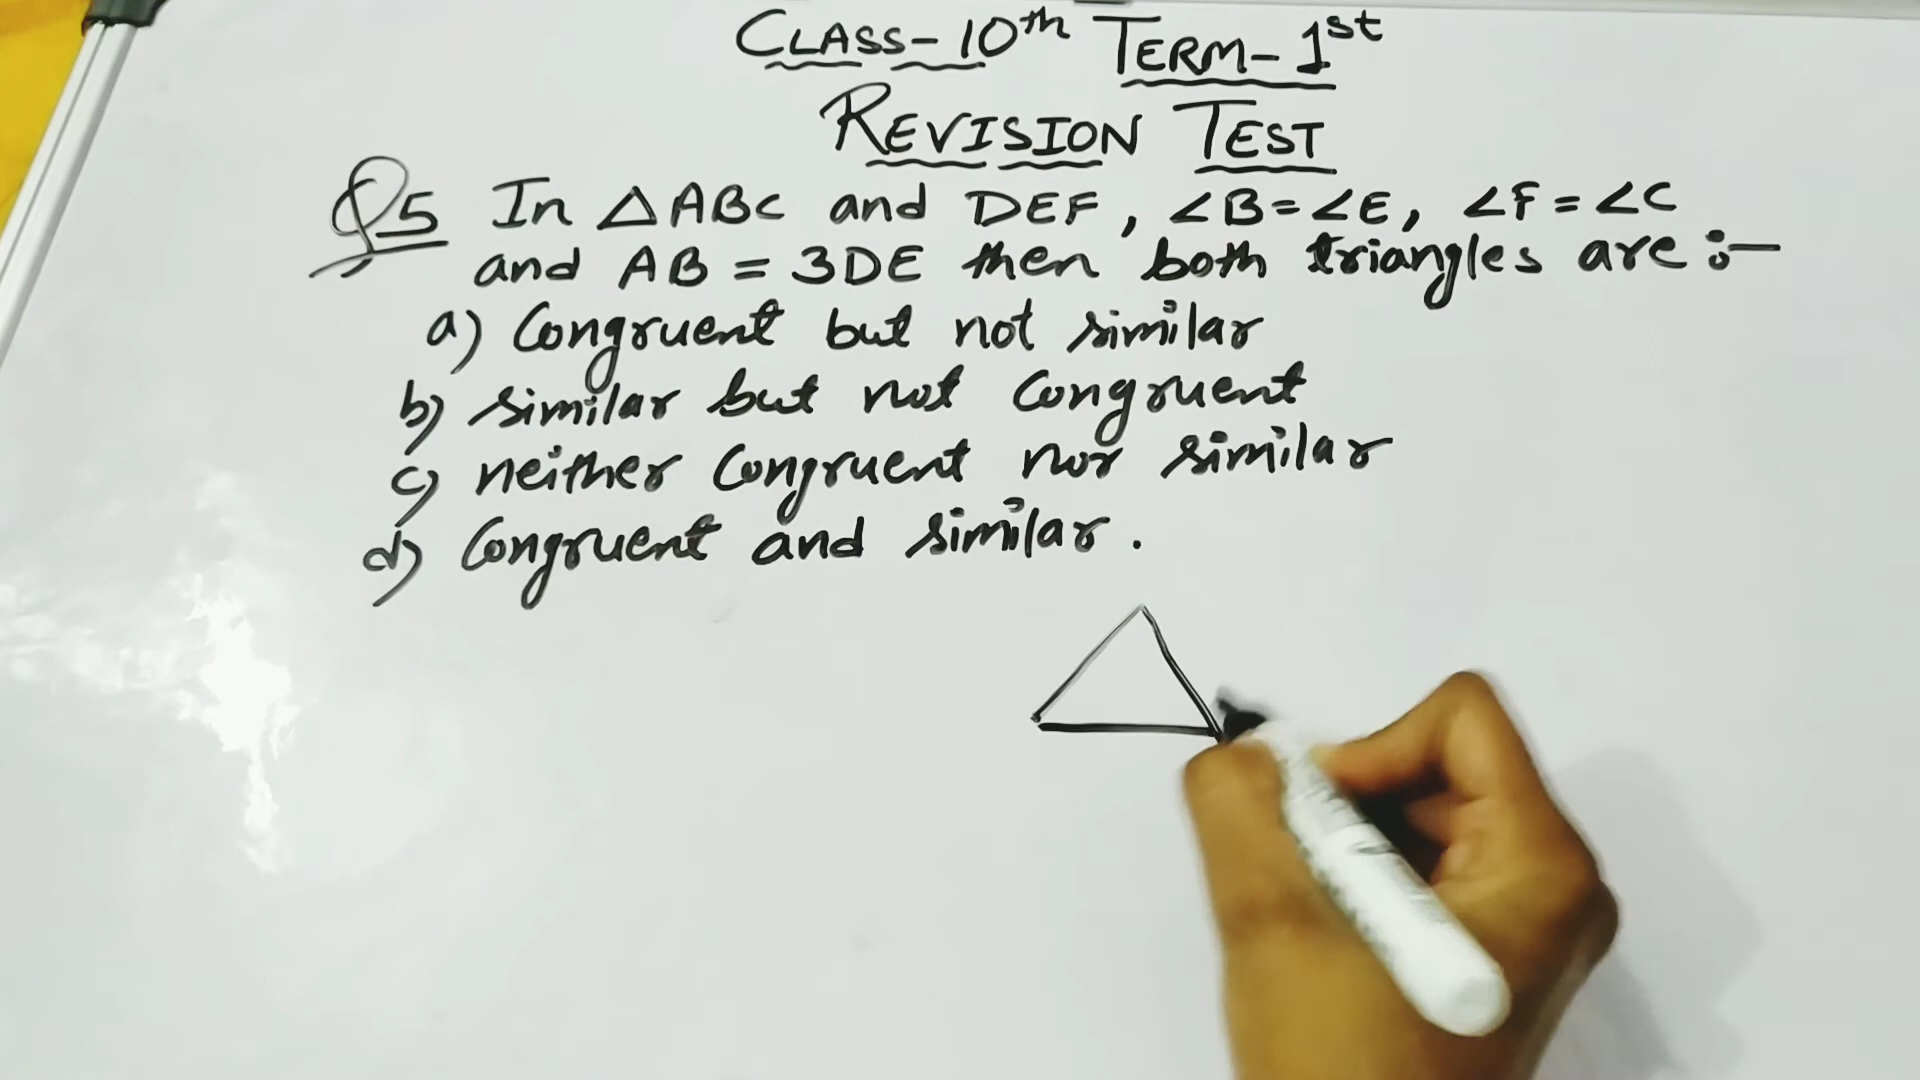 CLASS-10th TERM-1st
REVISION TEST
Q5 In △ABC and DEF, ∠B=∠E, ∠F=∠C
and AB = 3DE then both triangles are :-
a) Congruent but not similar
b) similar but not congruent
c) neither congruent nor similar
d) Congruent and similar.